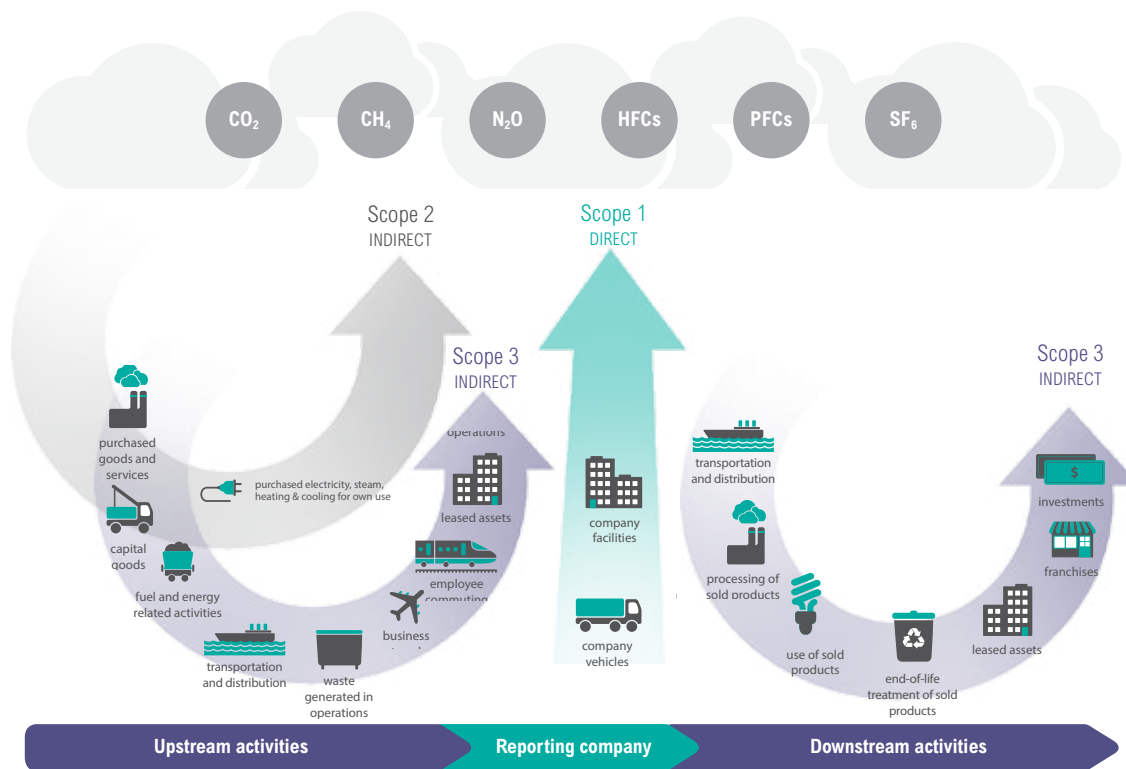 CO₂
CH₄
N₂O
HFCs
PFCs
SF₆
Scope 2
INDIRECT
Scope 1
DIRECT
Scope 3
INDIRECT
Scope 3
INDIRECT
purchased
goods and
services
purchased electricity, steam,
heating & cooling for own use
capital
goods
fuel and energy
related activities
transportation
and distribution
waste
generated in
operations
business
employee
commuting
leased assets
operations
company
facilities
company
vehicles
transportation
and distribution
processing of
sold products
use of sold
products
end-of-life
treatment of sold
products
leased assets
franchises
investments
$
Upstream activities
Reporting company
Downstream activities